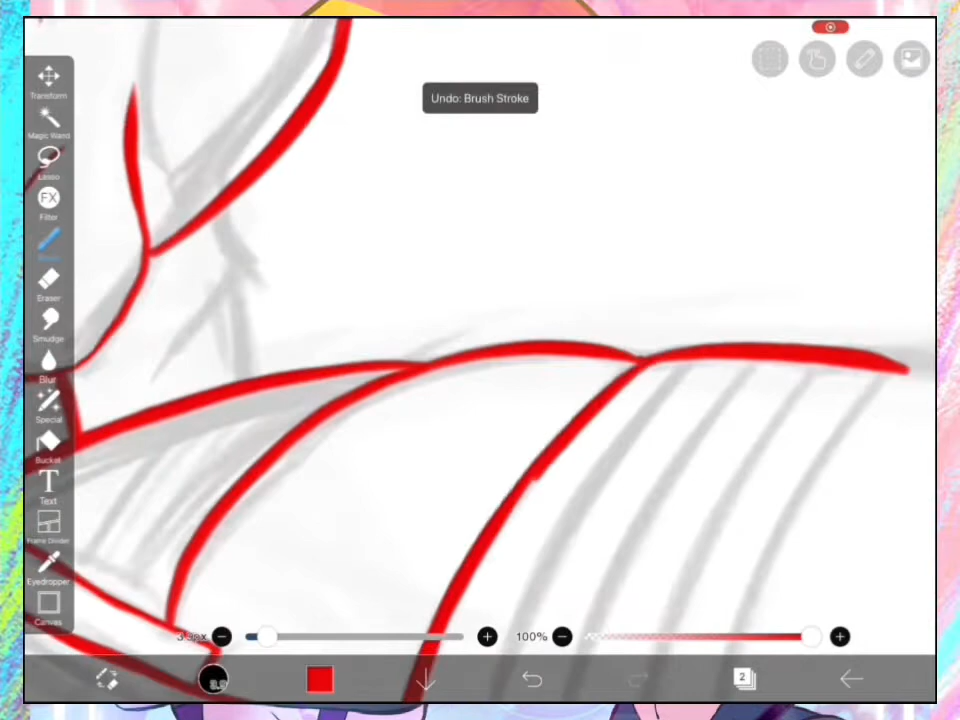 Undo: Brush Stroke
Transform
Magic Wand
Lasso
FX
Filter
Eraser
Smudge
Blur
Special
Bucket
T
Text
Frame Divider
Eyedropper
Canvas
100%
2